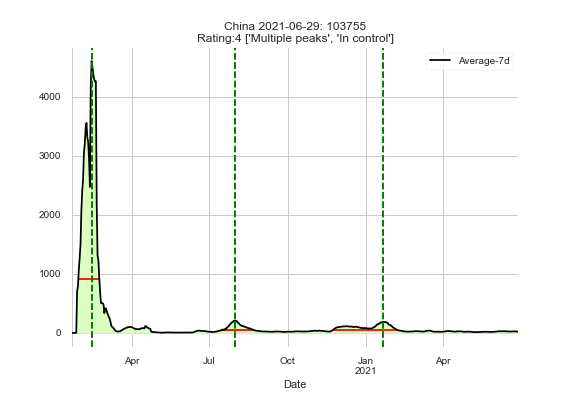 China 2021-06-29: 103755
Rating:4 ['Multiple peaks', 'In control']
Average-7d
4000
3000
2000
1000
0
Apr
Jul
Oct
Jan
2021
Apr
Date